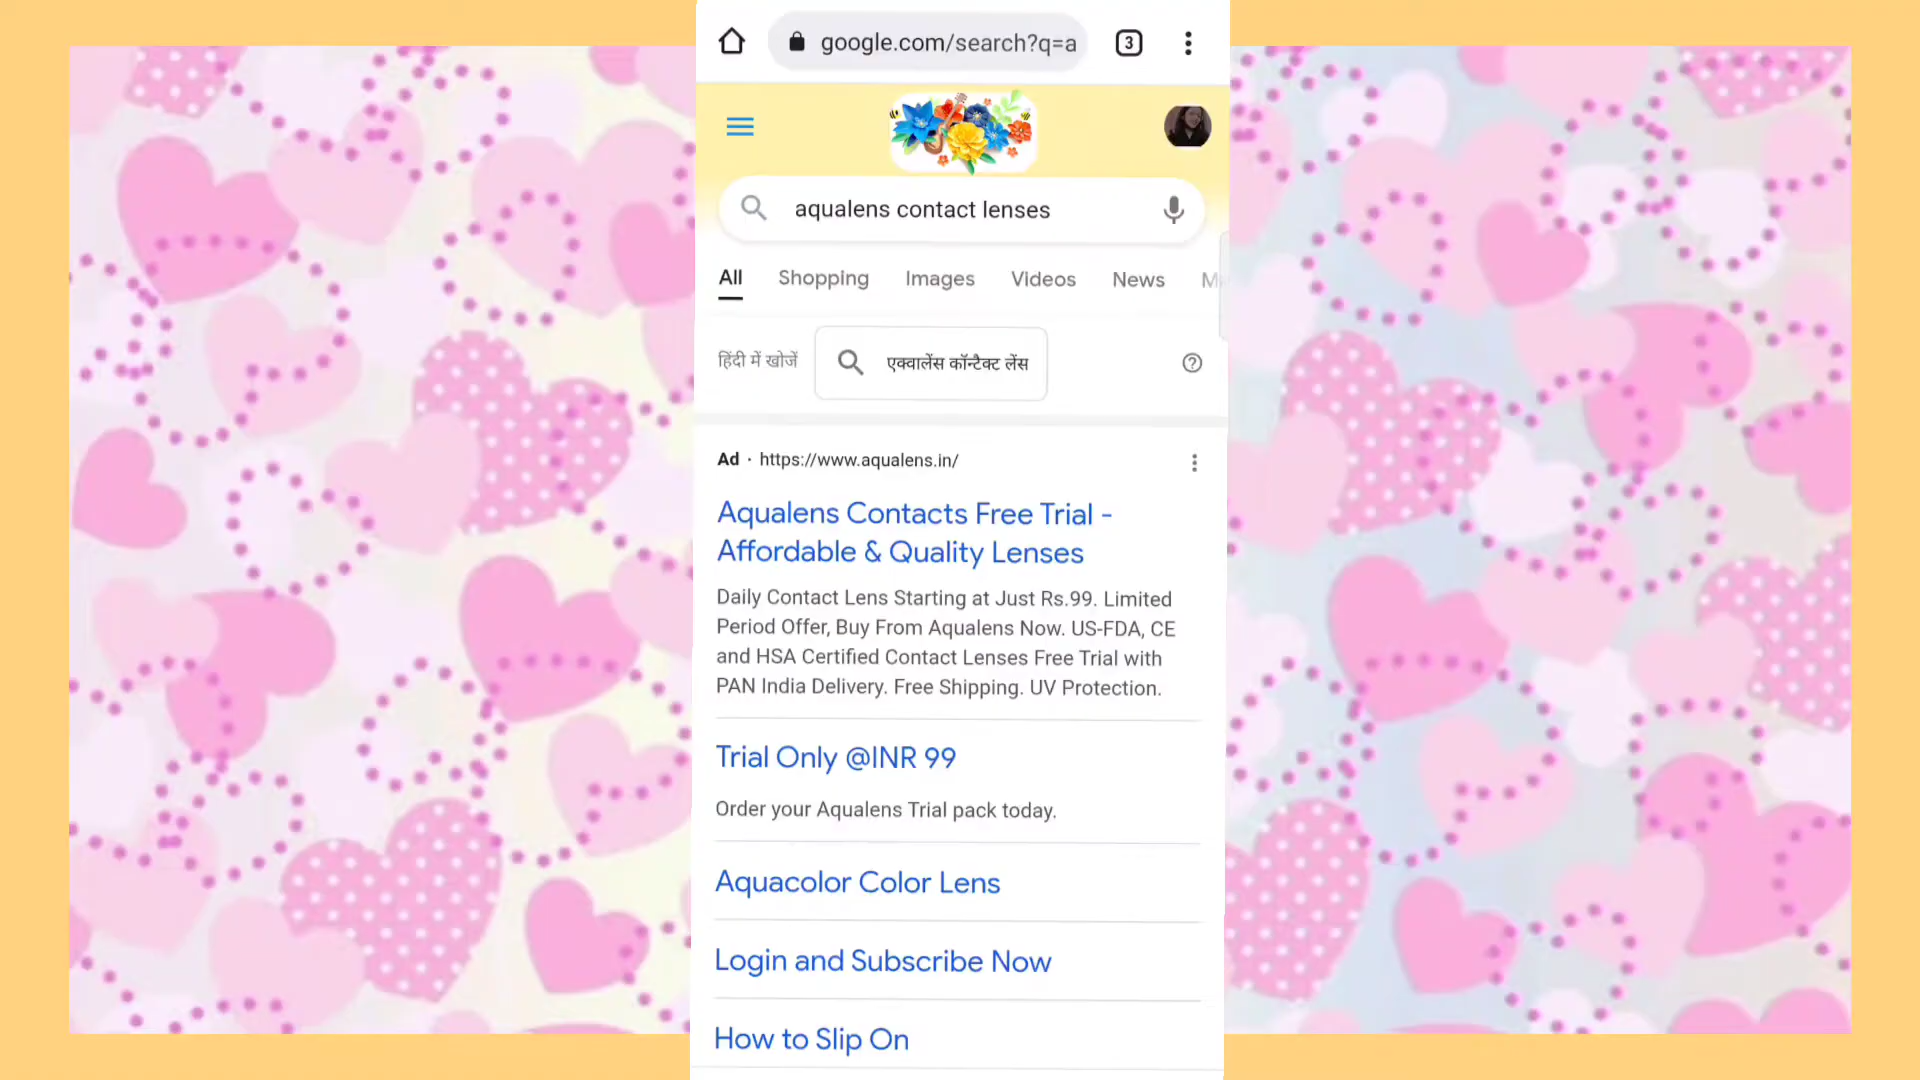 google.com/search?q=a
3
aqualens contact lenses
All Shopping Images Videos News
हिंदी में खोजें एक्वालेंस कॉन्टैक्ट लेंस
Ad · https://www.aqualens.in/
Aqualens Contacts Free Trial -
Affordable & Quality Lenses
Daily Contact Lens Starting at Just Rs.99. Limited
Period Offer, Buy From Aqualens Now. US-FDA, CE
and HSA Certified Contact Lenses Free Trial with
PAN India Delivery. Free Shipping. UV Protection.
Trial Only @INR 99
Order your Aqualens Trial pack today.
Aquacolor Color Lens
Login and Subscribe Now
How to Slip On